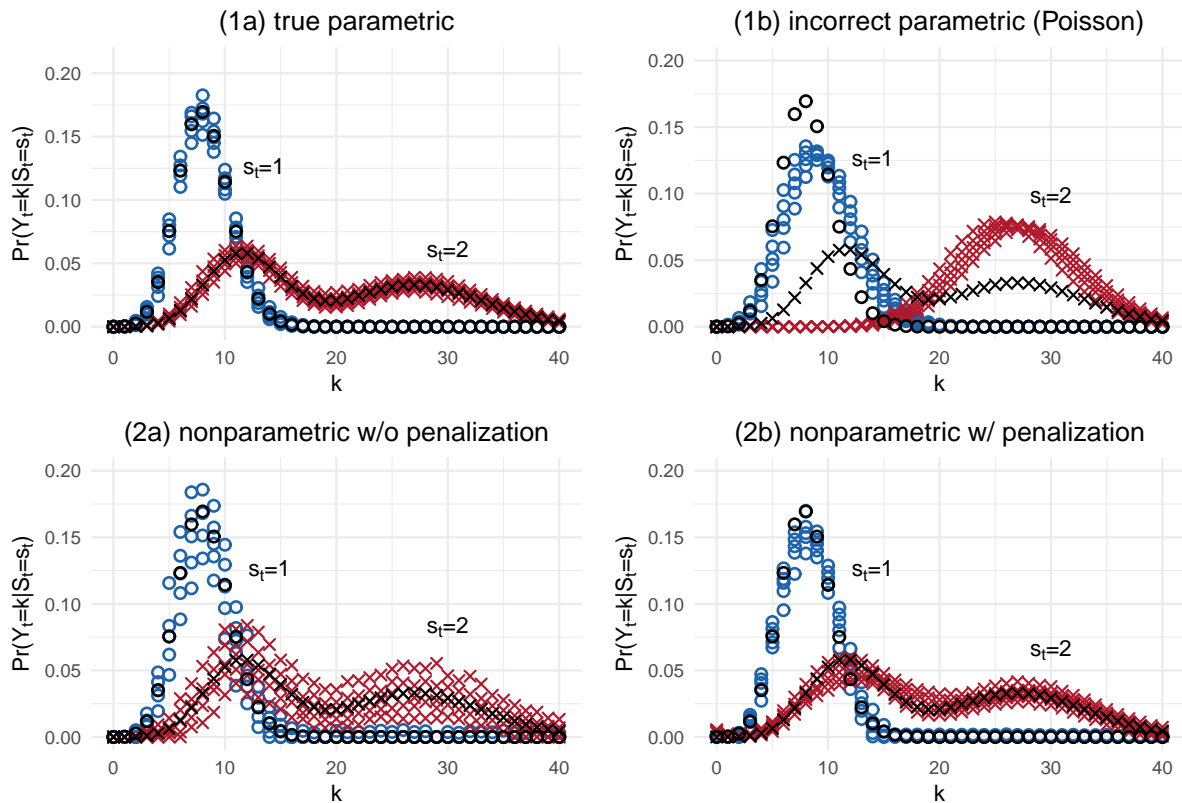 (1a) true parametric
(1b) incorrect parametric (Poisson)
0.20
0.15
0.10
0.05
0.00
Pr(Yₜ=k|Sₜ=sₜ)
sₜ=1
sₜ=2
0 10 20 30 40
k
0.20
0.15
0.10
0.05
0.00
Pr(Yₜ=k|Sₜ=sₜ)
sₜ=1
sₜ=2
0 10 20 30 40
k
(2a) nonparametric w/o penalization
(2b) nonparametric w/ penalization
0.20
0.15
0.10
0.05
0.00
Pr(Yₜ=k|Sₜ=sₜ)
sₜ=1
sₜ=2
0 10 20 30 40
k
0.20
0.15
0.10
0.05
0.00
Pr(Yₜ=k|Sₜ=sₜ)
sₜ=1
sₜ=2
0 10 20 30 40
k